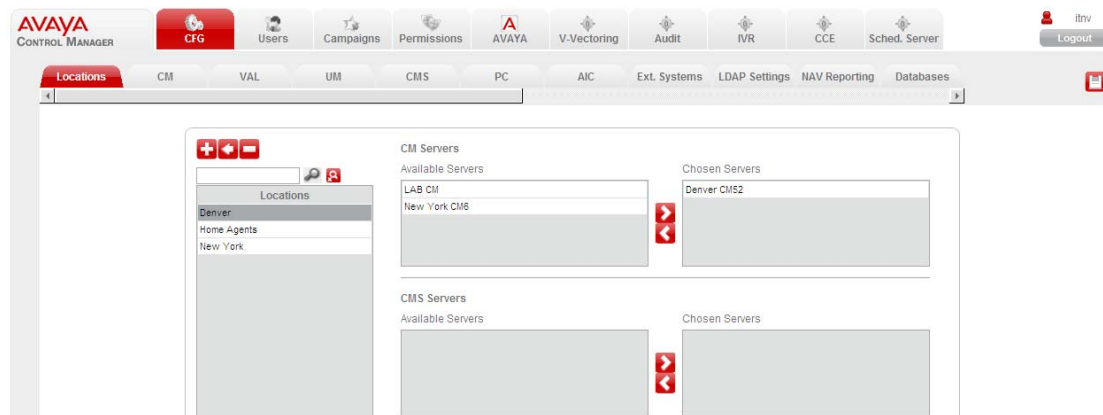 AVAYA
CONTROL MANAGER
CFG
Users
Campaigns
Permissions
A
AVAYA
V-Vectoring
Audit
IVR
CCE
Sched. Server
itnv
Logout
Locations
CM
VAL
UM
CMS
PC
AIC
Ext. Systems
LDAP Settings
NAV Reporting
Databases
Locations
Denver
Home Agents
New York
CM Servers
Available Servers
LAB CM
New York CM6
Chosen Servers
Denver CM52
CMS Servers
Available Servers
Chosen Servers